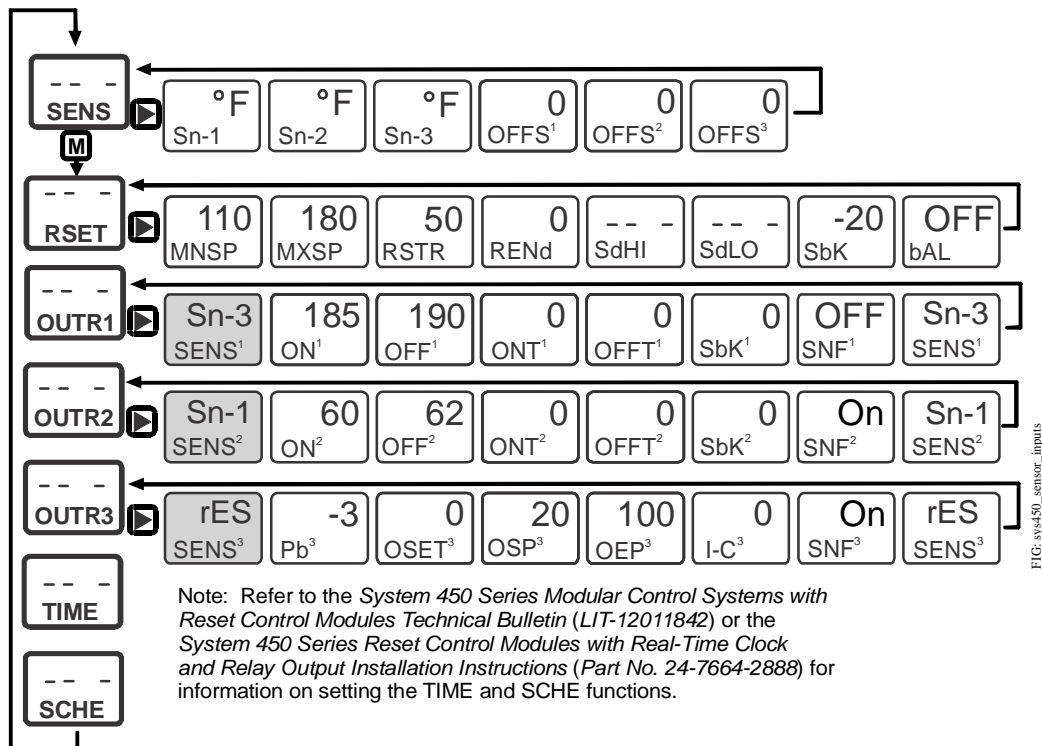 -- -
SENS
°F
Sn-1
°F
Sn-2
°F
Sn-3
0
OFFS¹
0
OFFS²
0
OFFS³
M
-- -
RSET
110
MNSP
180
MXSP
50
RSTR
0
RENd
-- -
SdHI
-- -
SdLO
-20
SbK
OFF
bAL
-- -
OUTR1
Sn-3
SENS¹
185
ON¹
190
OFF¹
0
ONT¹
0
OFFT¹
0
SbK¹
OFF
SNF¹
Sn-3
SENS¹
-- -
OUTR2
Sn-1
SENS²
60
ON²
62
OFF²
0
ONT²
0
OFFT²
0
SbK²
On
SNF²
Sn-1
SENS²
-- -
OUTR3
rES
SENS³
-3
Pb³
0
OSET³
20
OSP³
100
OEP³
0
I-C³
On
SNF³
rES
SENS³
-- -
TIME
-- -
SCHE
Note: Refer to the System 450 Series Modular Control Systems with
Reset Control Modules Technical Bulletin (LIT-12011842) or the
System 450 Series Reset Control Modules with Real-Time Clock
and Relay Output Installation Instructions (Part No. 24-7664-2888) for
information on setting the TIME and SCHE functions.
FIG: sys450_sensor_inputs